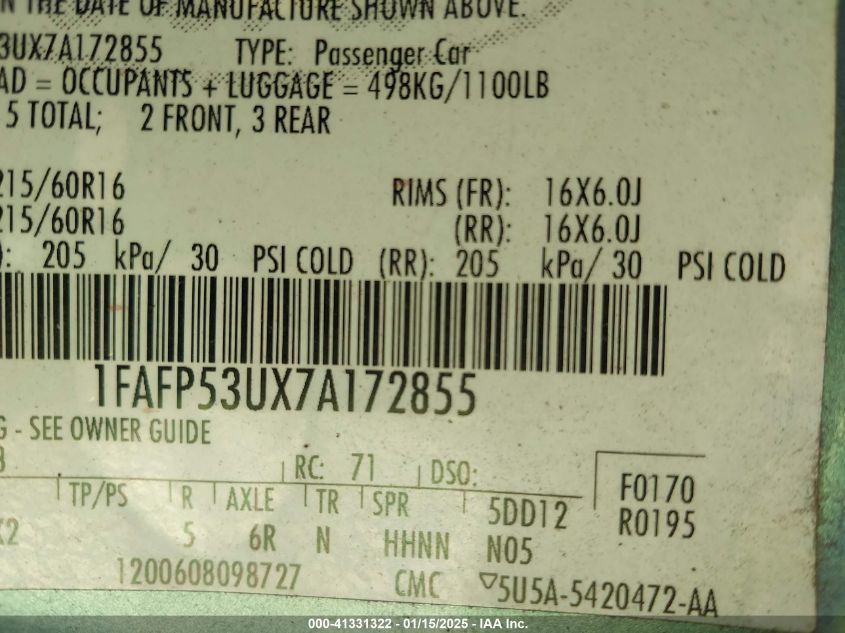 THE DATE OF MANUFACTURE SHOWN ABOVE.
3UX7A172855 TYPE: Passenger Car
AD = OCCUPANTS + LUGGAGE = 498KG/1100LB
5 TOTAL; 2 FRONT, 3 REAR
215/60R16 RIMS (FR): 16X6.0J
215/60R16 (RR): 16X6.0J
): 205 kPa/ 30 PSI COLD (RR): 205 kPa/ 30 PSI COLD
1FAFP53UX7A172855
G - SEE OWNER GUIDE
RC: 71 DSO:
F0170
TP/PS R AXLE TR SPR 5DD12
R0195
5 6R N HHNN N05
1200608098727 CMC 5U5A-5420472-AA
000-41331322 - 01/15/2025 - IAA Inc.